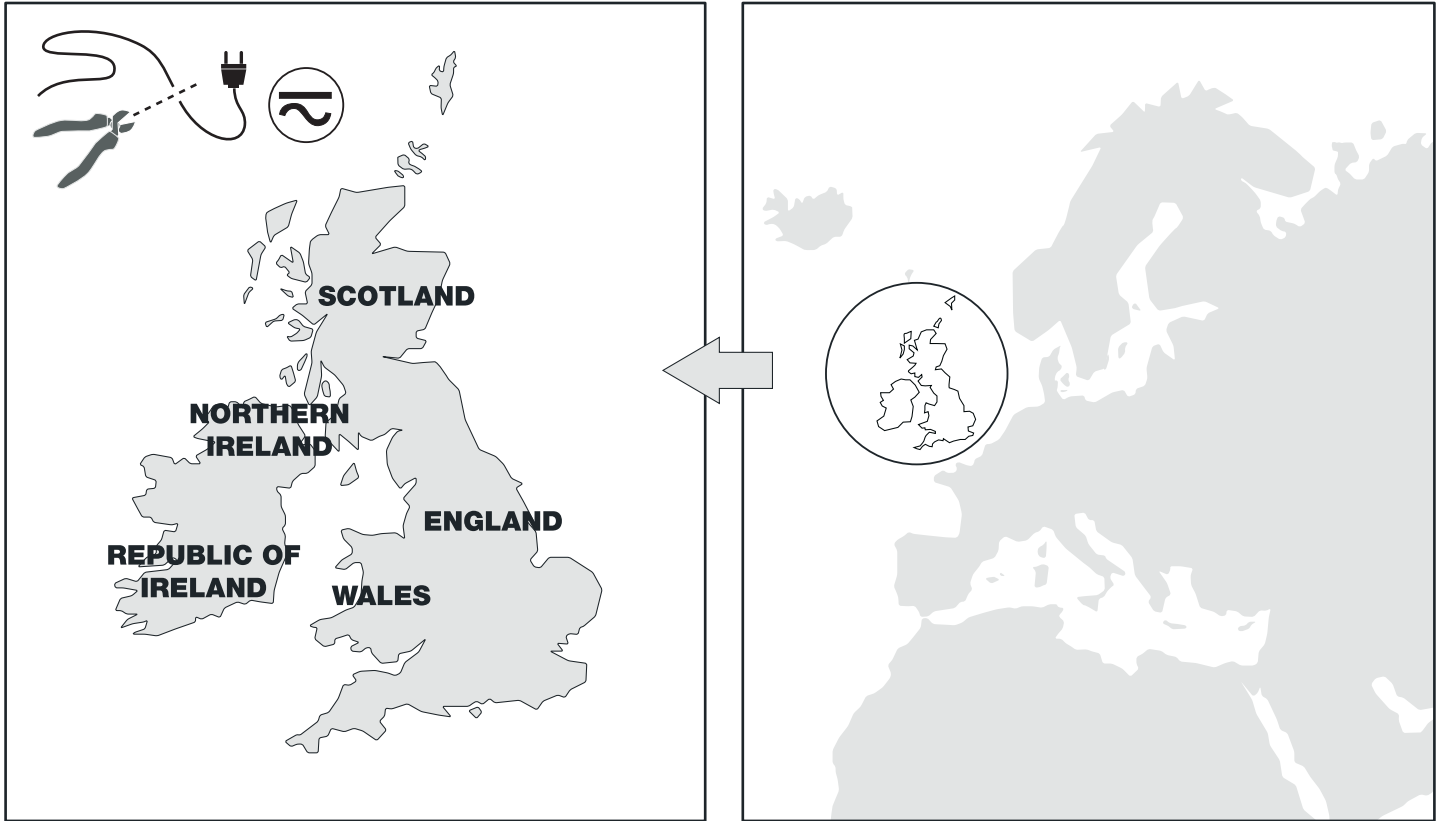 SCOTLAND
NORTHERN
IRELAND
ENGLAND
REPUBLIC OF
IRELAND
WALES